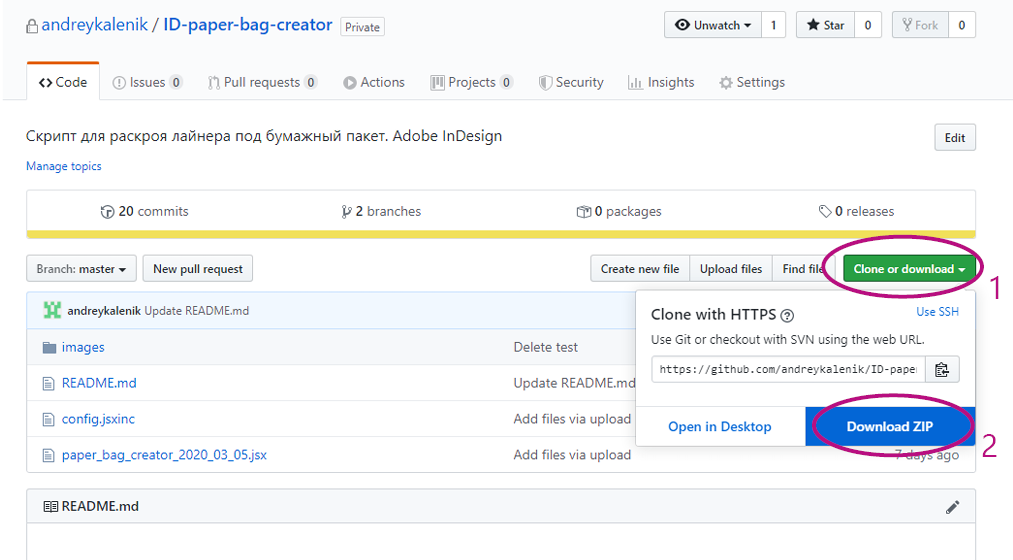 andreykalenik / ID-paper-bag-creator Private Unwatch 1 Star 0 Fork 0
Code Issues 0 Pull requests 0 Actions Projects 0 Security Insights Settings
Скрипт для раскроя лайнера под бумажный пакет. Adobe InDesign Edit
Manage topics
20 commits 2 branches 0 packages 0 releases
Branch: master New pull request Create new file Upload files Find file Clone or download
1
andreykalenik Update README.md
Clone with HTTPS ? Use SSH
Use Git or checkout with SVN using the web URL.
images Delete test
https://github.com/andreykalenik/ID-pape
README.md Update README.md
config.jsxinc Add files via upload
Open in Desktop Download ZIP
2
paper_bag_creator_2020_03_05.jsx Add files via upload 7 days ago
README.md